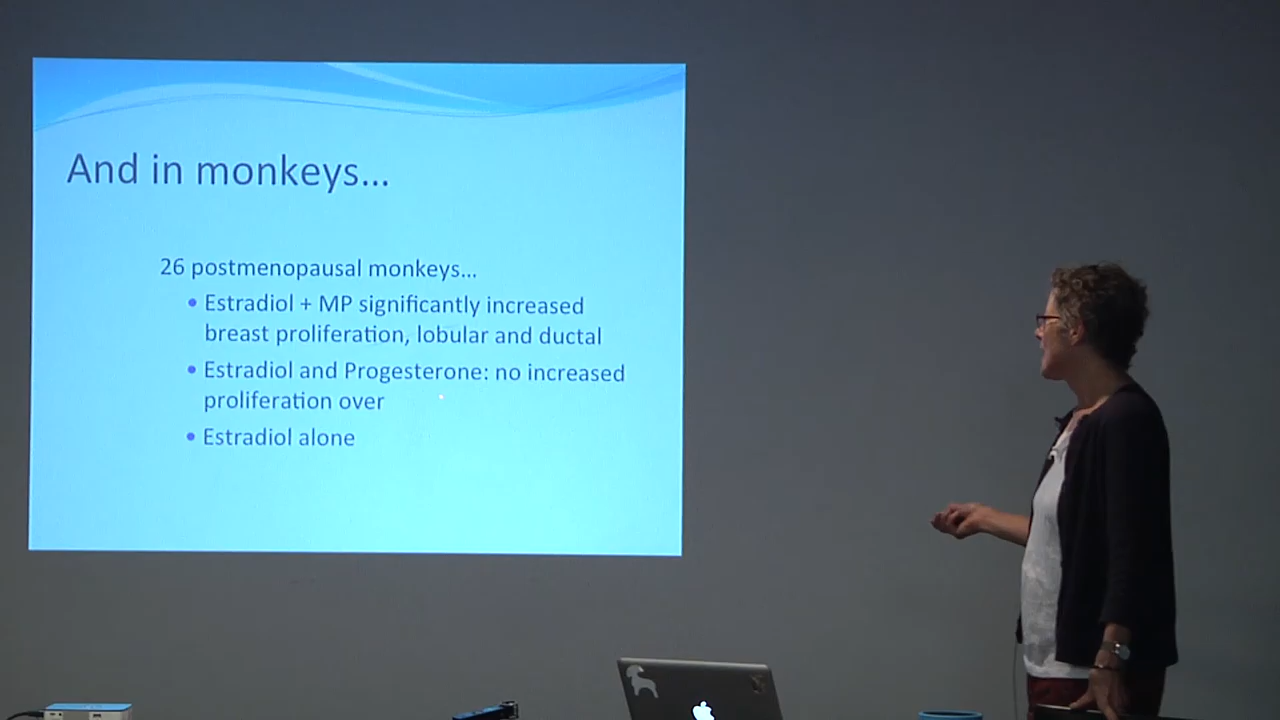 And in monkeys...
26 postmenopausal monkeys...
• Estradiol + MP significantly increased
breast proliferation, lobular and ductal
• Estradiol and Progesterone: no increased
proliferation over
• Estradiol alone